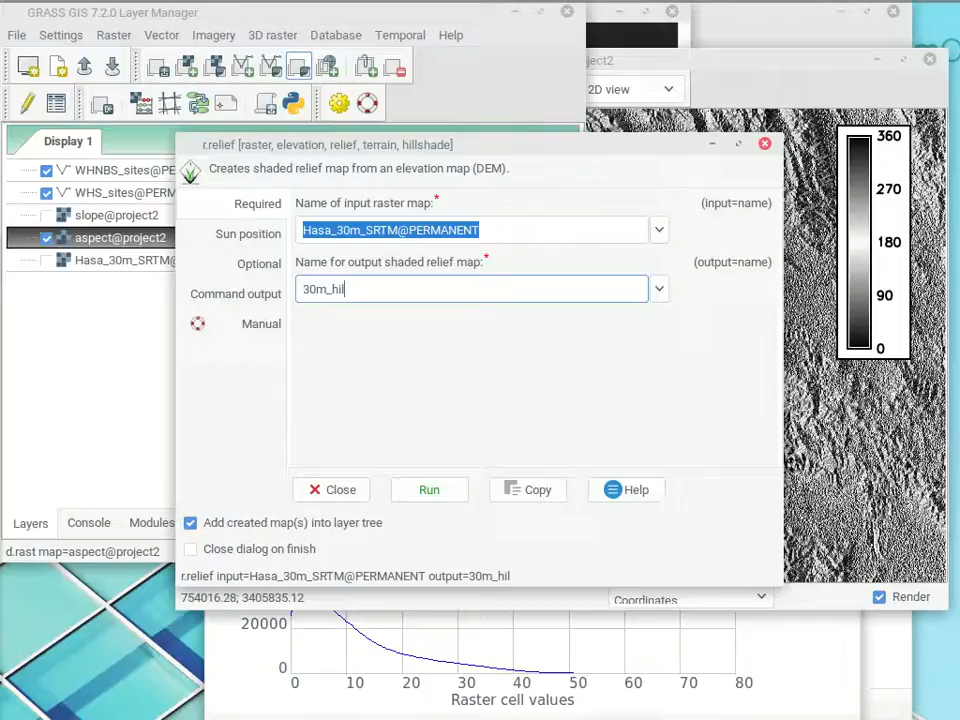 GRASS GIS 7.2.0 Layer Manager
File Settings Raster Vector Imagery 3D raster Database Temporal Help
ject2
2D view
Display 1
WHNBS_sites@PE
WHS_sites@PERM
slope@project2
aspect@project2
Hasa_30m_SRTM@
r.relief [raster, elevation, relief, terrain, hillshade]
Creates shaded relief map from an elevation map (DEM).
Required
Sun position
Optional
Command output
Manual
Name of input raster map:* (input=name)
Hasa_30m_SRTM@PERMANENT
Name for output shaded relief map:* (output=name)
30m_hil
Close Run Copy Help
Add created map(s) into layer tree
Close dialog on finish
r.relief input=Hasa_30m_SRTM@PERMANENT output=30m_hil
360
270
180
90
0
Layers Console Modules
d.rast map=aspect@project2
754016.28; 3405835.12
Coordinates
Render
20000
0
0 10 20 30 40 50 60 70 80
Raster cell values